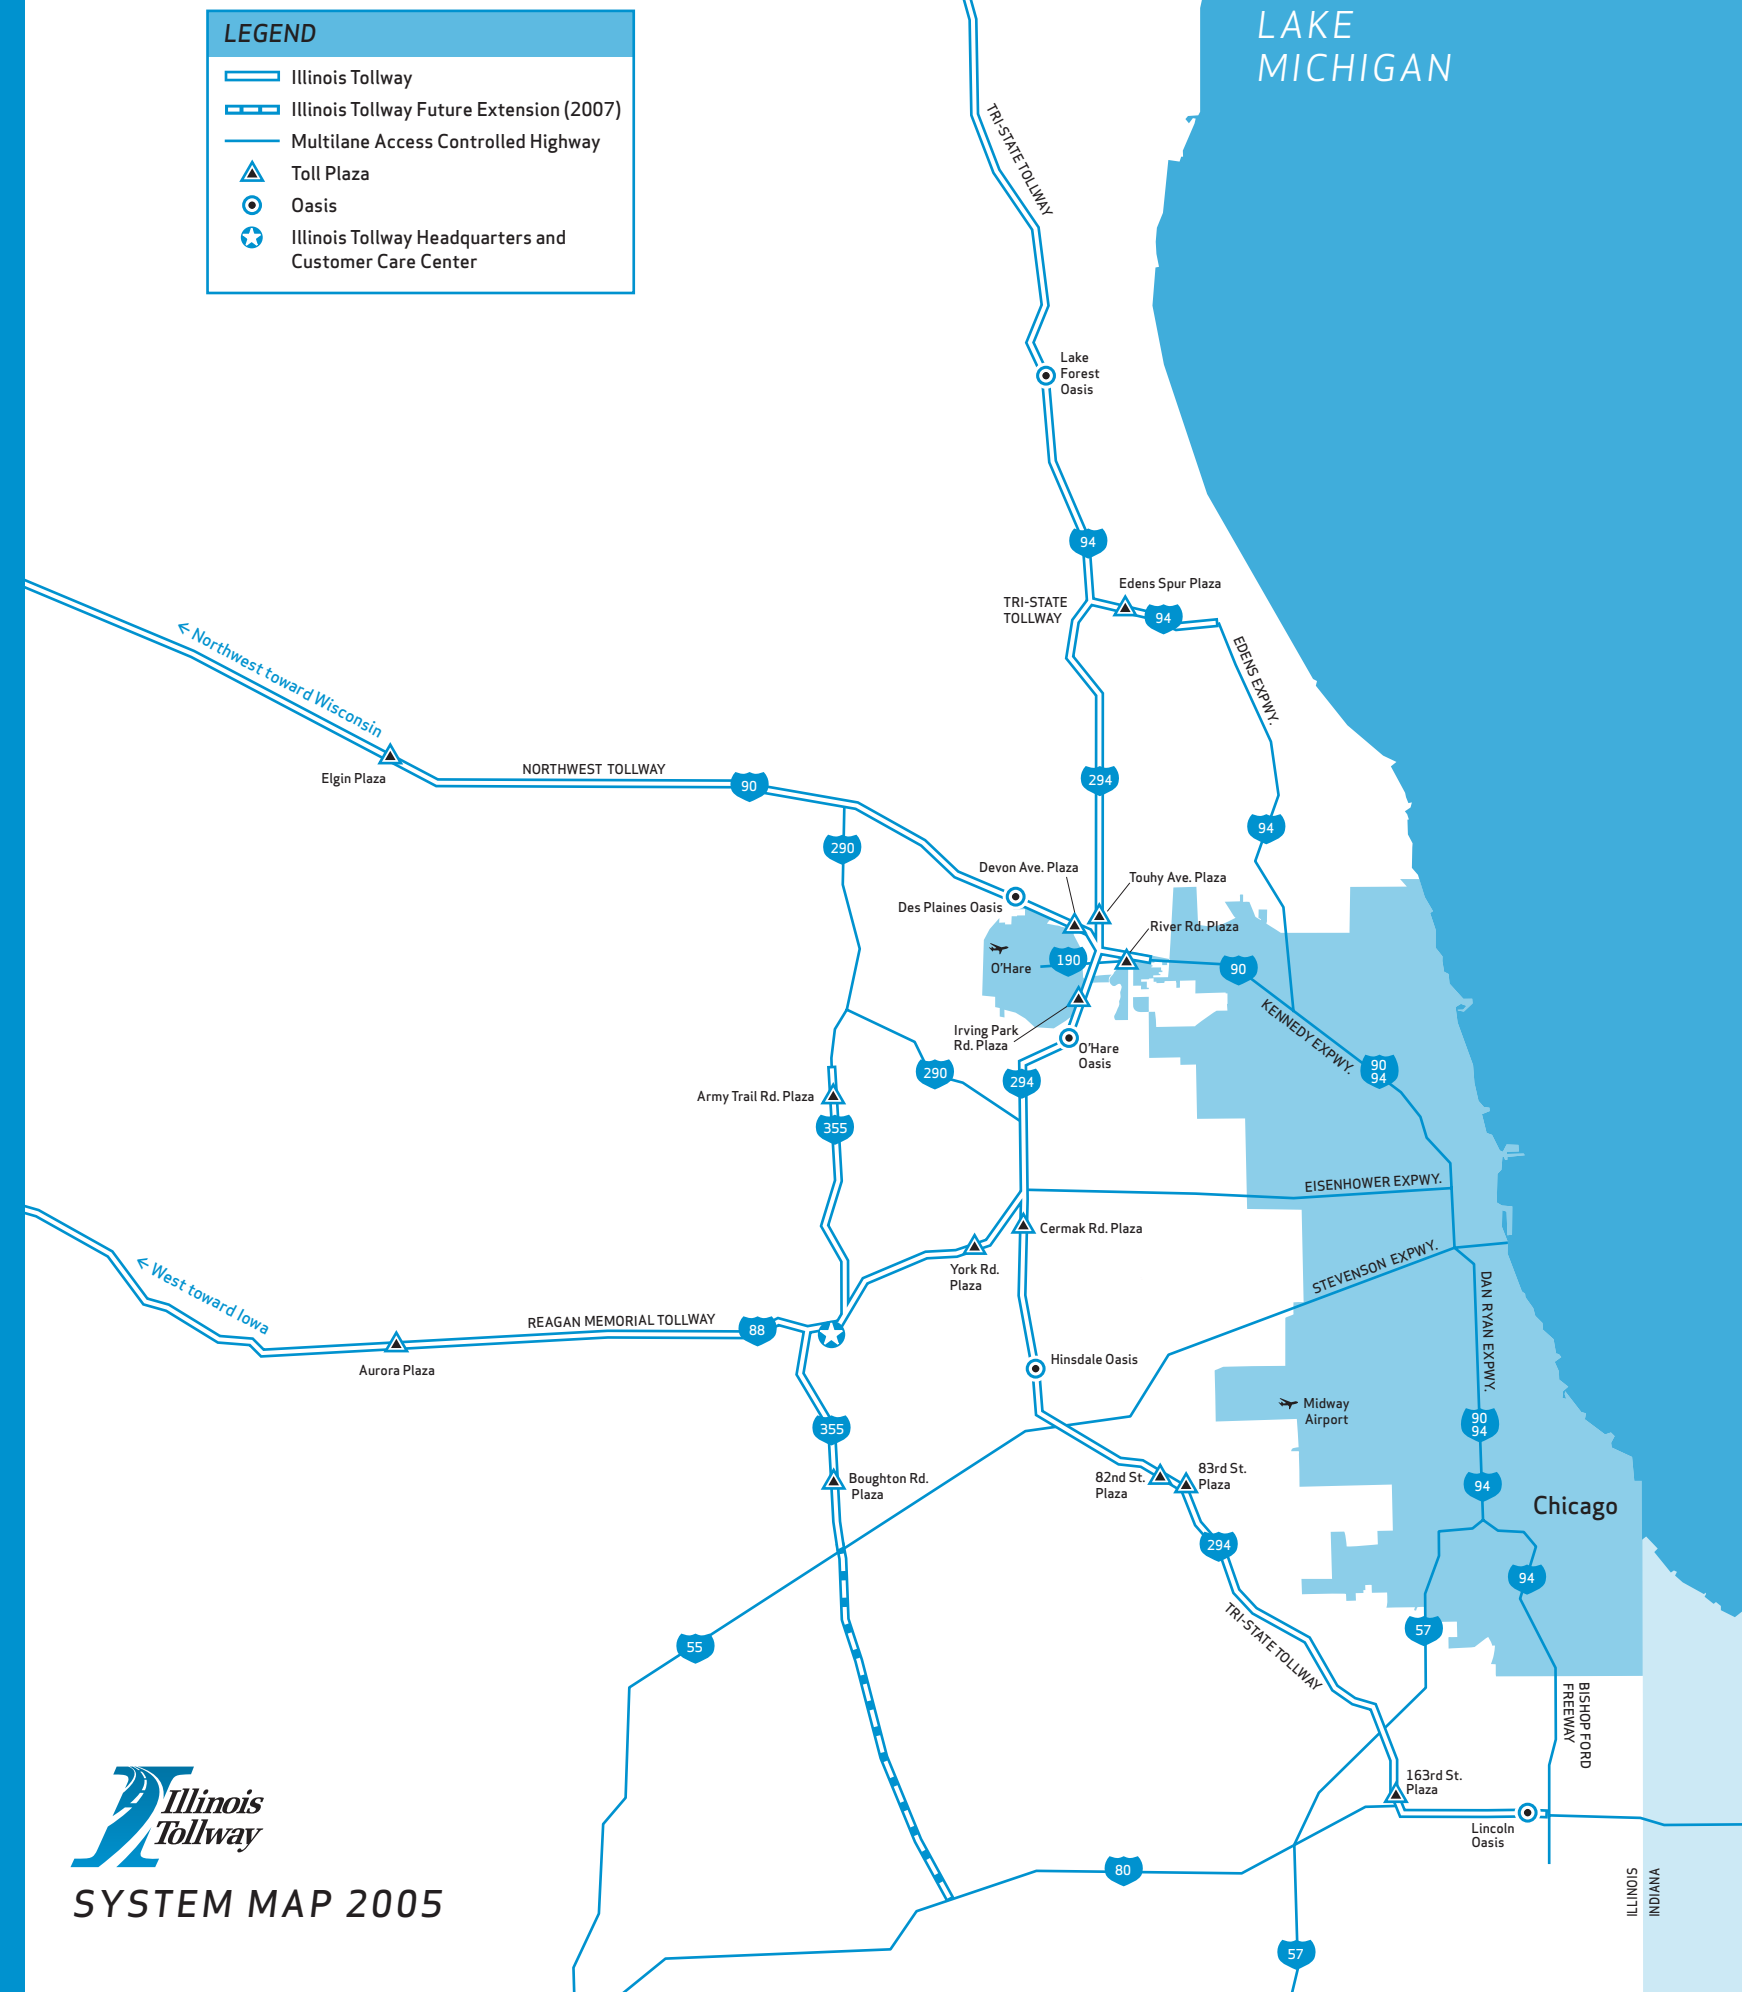 LEGEND
Illinois Tollway
Illinois Tollway Future Extension (2007)
Multilane Access Controlled Highway
Toll Plaza
Oasis
Illinois Tollway Headquarters and
Customer Care Center
LAKE
MICHIGAN
TRI-STATE TOLLWAY
Lake
Forest
Oasis
94
Edens Spur Plaza
TRI-STATE
TOLLWAY
94
EDENS EXPWY.
← Northwest toward Wisconsin
Elgin Plaza
NORTHWEST TOLLWAY
90
294
94
290
Devon Ave. Plaza
Touhy Ave. Plaza
Des Plaines Oasis
River Rd. Plaza
O'Hare
190
90
KENNEDY EXPWY.
Irving Park
Rd. Plaza
O'Hare
Oasis
290
294
90
94
Army Trail Rd. Plaza
355
EISENHOWER EXPWY.
Cermak Rd. Plaza
York Rd.
Plaza
STEVENSON EXPWY.
DAN RYAN EXPWY.
← West toward Iowa
REAGAN MEMORIAL TOLLWAY
88
Aurora Plaza
Hinsdale Oasis
Midway
Airport
355
90
94
Boughton Rd.
Plaza
82nd St.
Plaza
83rd St.
Plaza
94
Chicago
294
94
TRI-STATE TOLLWAY
57
55
BISHOP FORD
FREEWAY
163rd St.
Plaza
Lincoln
Oasis
80
ILLINOIS
INDIANA
57
Illinois
Tollway
SYSTEM MAP 2005